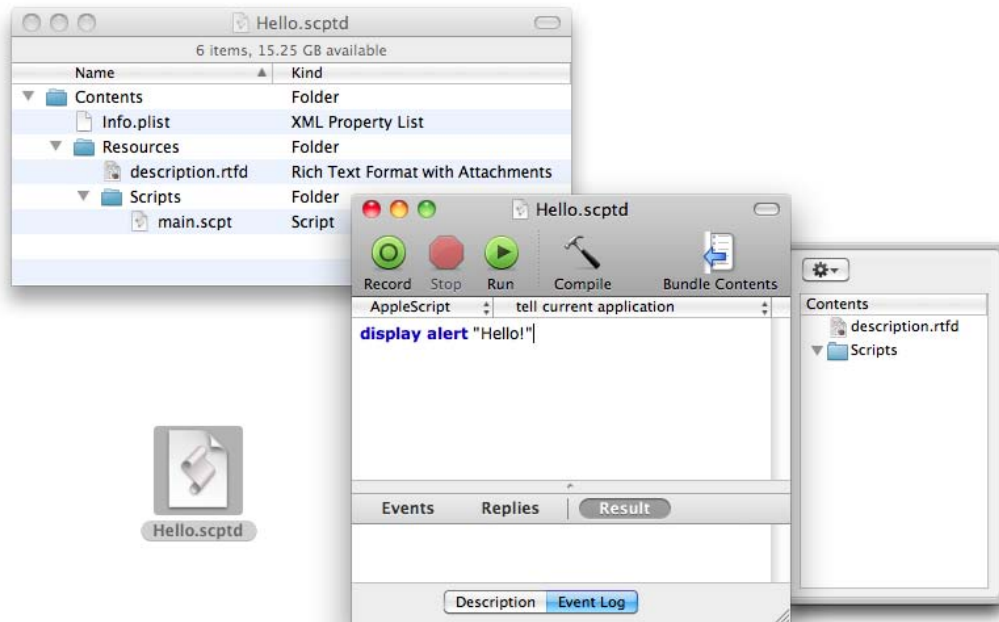 Hello.scptd
6 items, 15.25 GB available
Name Kind
Contents Folder
Info.plist XML Property List
Resources Folder
description.rtfd Rich Text Format with Attachments
Scripts Folder
main.scpt Script
Hello.scptd
Record Stop Run Compile Bundle Contents
AppleScript tell current application
display alert "Hello!"
Events Replies Result
Description Event Log
Contents
description.rtfd
Scripts
Hello.scptd